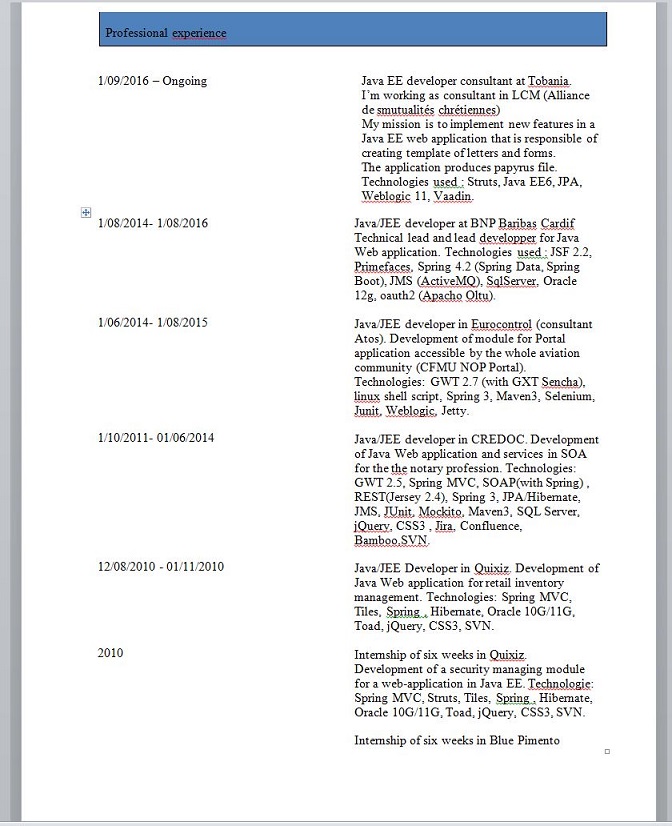 Professional experience
1/09/2016 – Ongoing
Java EE developer consultant at Tobania.
I'm working as consultant in LCM (Alliance
de smutualités chrétiennes)
My mission is to implement new features in a
Java EE web application that is responsible of
creating template of letters and forms.
The application produces papyrus file.
Technologies used : Struts, Java EE6, JPA,
Weblogic 11, Vaadin.
1/08/2014- 1/08/2016
Java/JEE developer at BNP Baribas Cardif
Technical lead and lead developper for Java
Web application. Technologies used : JSF 2.2,
Primefaces, Spring 4.2 (Spring Data, Spring
Boot), JMS (ActiveMQ), SqlServer, Oracle
12g, oauth2 (Apacho Oltu).
1/06/2014- 1/08/2015
Java/JEE developer in Eurocontrol (consultant
Atos). Development of module for Portal
application accessible by the whole aviation
community (CFMU NOP Portal).
Technologies: GWT 2.7 (with GXT Sencha),
linux shell script, Spring 3, Maven3, Selenium,
Junit, Weblogic, Jetty.
1/10/2011- 01/06/2014
Java/JEE developer in CREDOC. Development
of Java Web application and services in SOA
for the the notary profession. Technologies:
GWT 2.5, Spring MVC, SOAP(with Spring) ,
REST(Jersey 2.4), Spring 3, JPA/Hibernate,
JMS, JUnit, Mockito, Maven3, SQL Server,
jQuery, CSS3 , Jira, Confluence,
Bamboo,SVN.
12/08/2010 - 01/11/2010
Java/JEE Developer in Quixiz. Development of
Java Web application for retail inventory
management. Technologies: Spring MVC,
Tiles, Spring , Hibernate, Oracle 10G/11G,
Toad, jQuery, CSS3, SVN.
2010
Internship of six weeks in Quixiz.
Development of a security managing module
for a web-application in Java EE. Technologie:
Spring MVC, Struts, Tiles, Spring , Hibernate,
Oracle 10G/11G, Toad, jQuery, CSS3, SVN.
Internship of six weeks in Blue Pimento